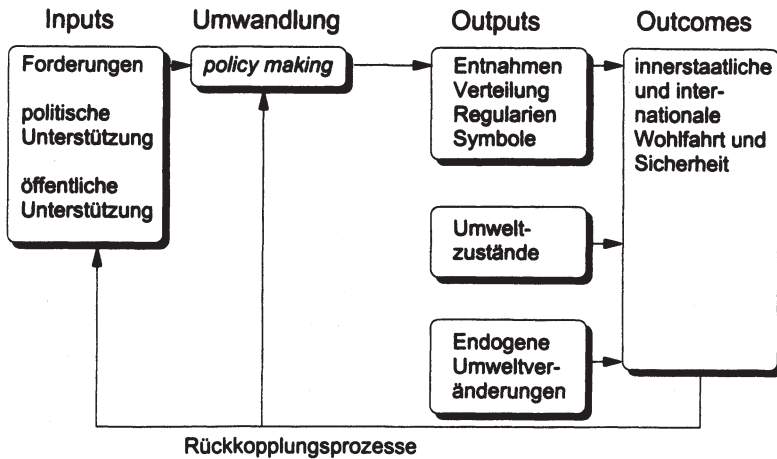 Inputs
Umwandlung
Outputs
Outcomes
Forderungen
politische
Unterstützung
öffentliche
Unterstützung
policy making
Entnahmen
Verteilung
Regularien
Symbole
Umwelt-
zustände
Endogene
Umweltver-
änderungen
innerstaatliche
und inter-
nationale
Wohlfahrt und
Sicherheit
Rückkopplungsprozesse